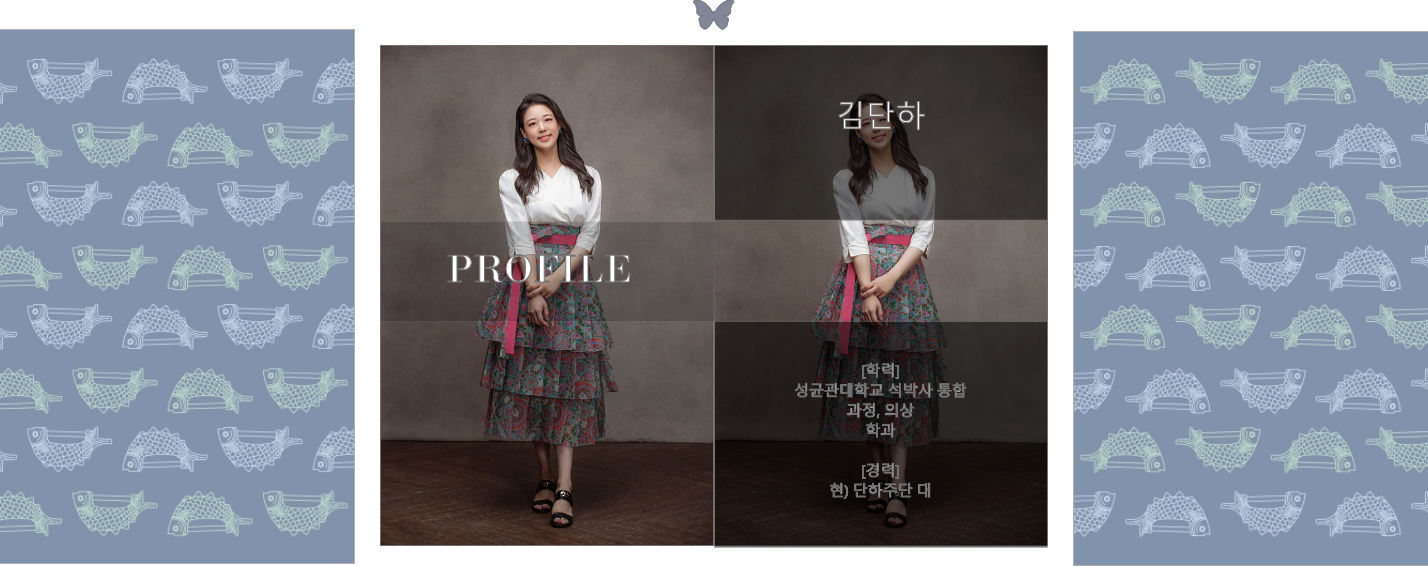 PROFILE
김단하
[학력]
성균관대학교 석박사 통합
과정, 의상
학과
[경력]
현) 단하주단 대